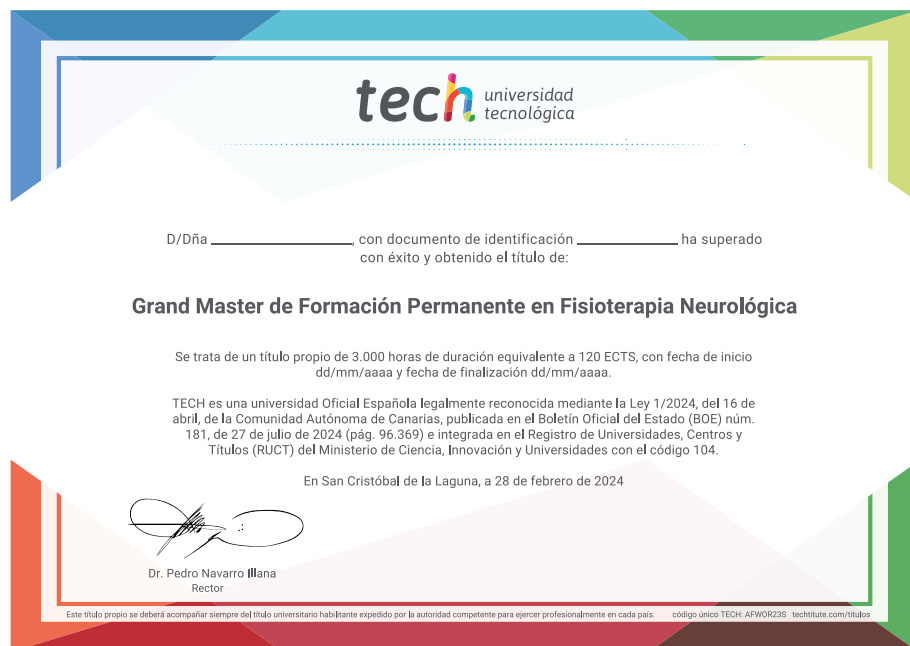 tech universidad
tecnológica
D/Dña ________________, con documento de identificación ____________ ha superado
con éxito y obtenido el título de:
Grand Master de Formación Permanente en Fisioterapia Neurológica
Se trata de un título propio de 3.000 horas de duración equivalente a 120 ECTS, con fecha de inicio
dd/mm/aaaa y fecha de finalización dd/mm/aaaa.
TECH es una universidad Oficial Española legalmente reconocida mediante la Ley 1/2024, del 16 de
abril, de la Comunidad Autónoma de Canarias, publicada en el Boletín Oficial del Estado (BOE) núm.
181, de 27 de julio de 2024 (pág. 96.369) e integrada en el Registro de Universidades, Centros y
Títulos (RUCT) del Ministerio de Ciencia, Innovación y Universidades con el código 104.
En San Cristóbal de la Laguna, a 28 de febrero de 2024
Dr. Pedro Navarro Illana
Rector
Este título propio se deberá acompañar siempre del título universitario habilitante expedido por la autoridad competente para ejercer profesionalmente en cada país. código único TECH: AFWOR23S techtitute.com/titulos